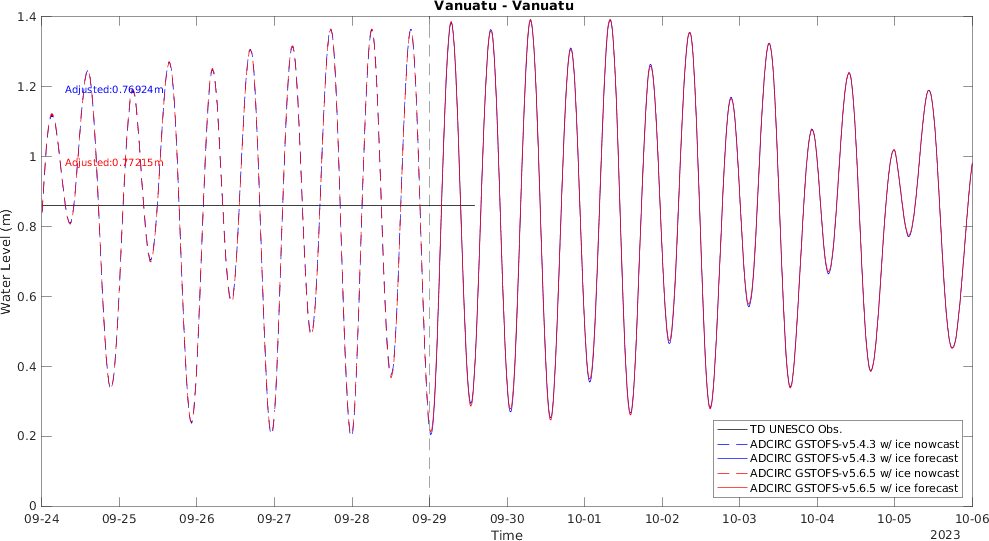 Vanuatu - Vanuatu
Water Level (m)
1.4
1.2
1
0.8
0.6
0.4
0.2
0
Adjusted:0.76924m
Adjusted:0.77215m
TD UNESCO Obs.
ADCIRC GSTOFS-v5.4.3 w/ ice nowcast
ADCIRC GSTOFS-v5.4.3 w/ ice forecast
ADCIRC GSTOFS-v5.6.5 w/ ice nowcast
ADCIRC GSTOFS-v5.6.5 w/ ice forecast
09-24 09-25 09-26 09-27 09-28 09-29 09-30 10-01 10-02 10-03 10-04 10-05 10-06
Time
2023